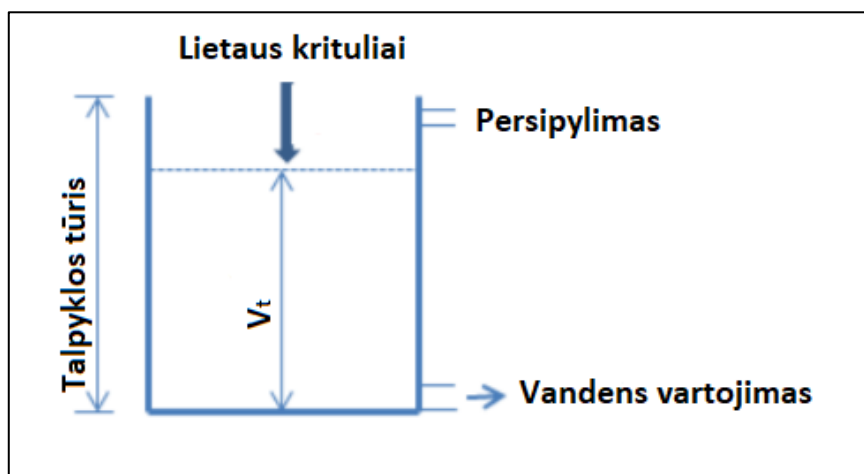 Lietaus krituliai
Persipylimas
Talpyklos tūris
Vt
Vandens vartojimas